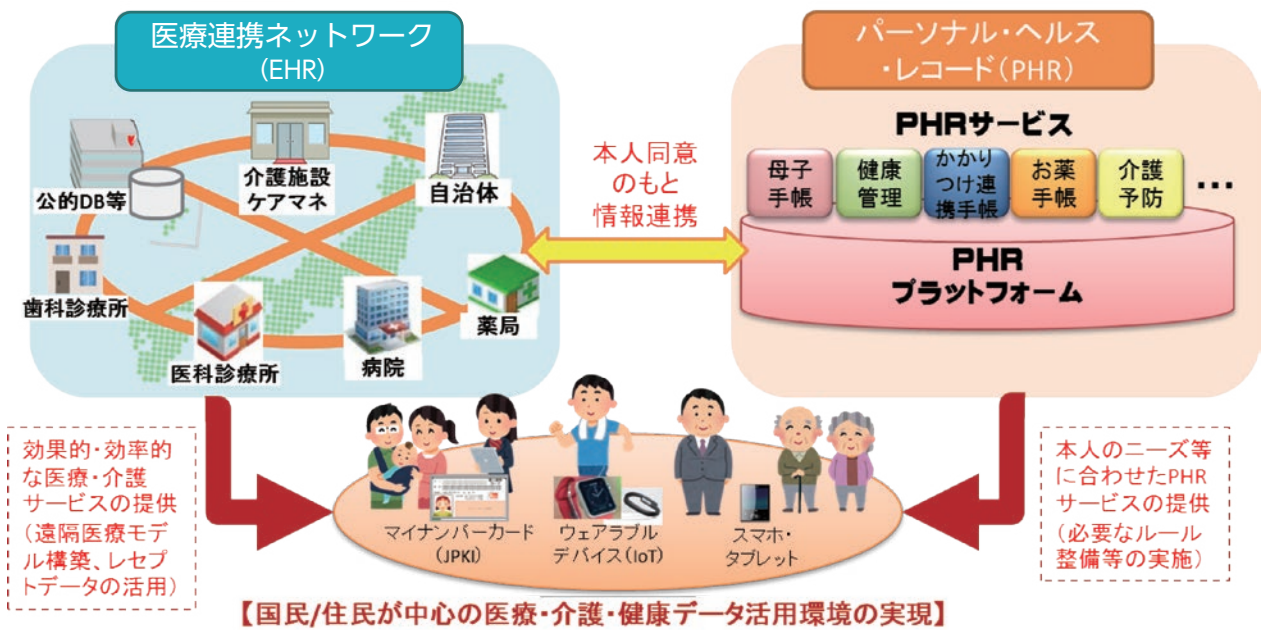 医療連携ネットワーク
(EHR)
公的DB等
介護施設
ケアマネ
自治体
歯科診療所
医科診療所
病院
薬局
本人同意
のもと
情報連携
パーソナル・ヘルス
・レコード(PHR)
PHRサービス
母子
手帳
健康
管理
かかり
つけ連
携手帳
お薬
手帳
介護
予防
…
PHR
プラットフォーム
効果的・効率的
な医療・介護
サービスの提供
(遠隔医療モデ
ル構築、レセプ
トデータの活用)
マイナンバーカード
(JPKI)
ウェアラブル
デバイス(IoT)
スマホ・
タブレット
本人のニーズ等
に合わせたPHR
サービスの提供
(必要なルール
整備等の実施)
【国民/住民が中心の医療・介護・健康データ活用環境の実現】